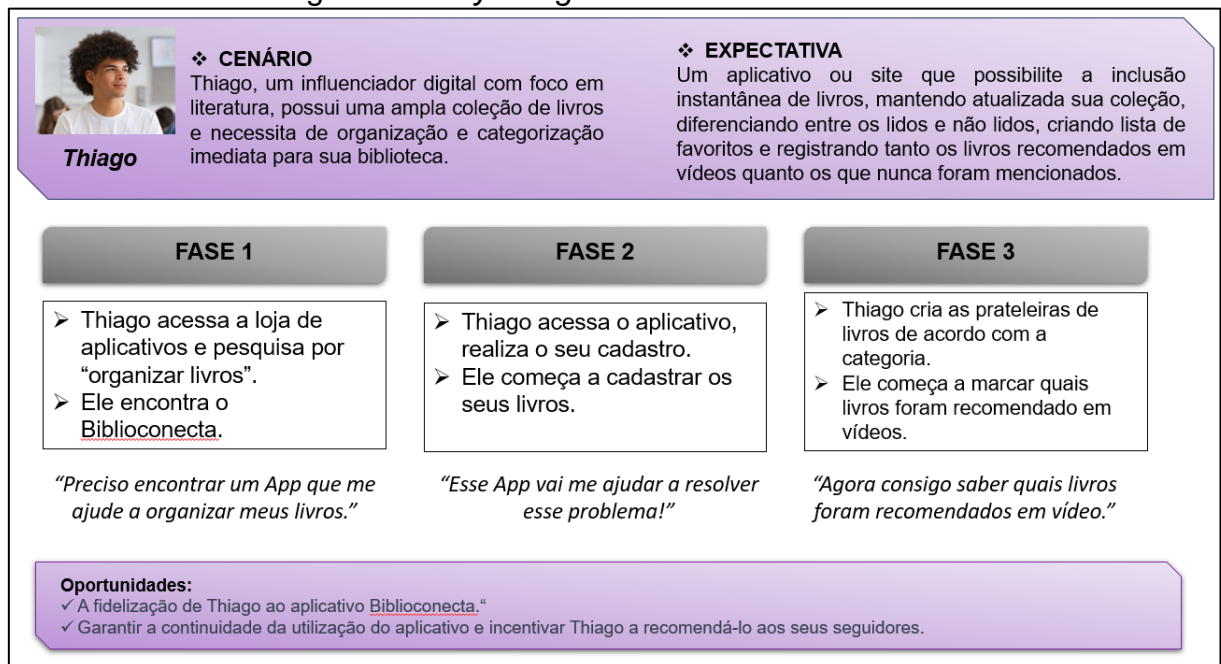 ❖ CENÁRIO
Thiago, um influenciador digital com foco em
literatura, possui uma ampla coleção de livros
e necessita de organização e categorização
imediata para sua biblioteca.
Thiago
❖ EXPECTATIVA
Um aplicativo ou site que possibilite a inclusão
instantânea de livros, mantendo atualizada sua coleção,
diferenciando entre os lidos e não lidos, criando lista de
favoritos e registrando tanto os livros recomendados em
vídeos quanto os que nunca foram mencionados.
FASE 1
➢ Thiago acessa a loja de
aplicativos e pesquisa por
“organizar livros”.
➢ Ele encontra o
Biblioconecta.
“Preciso encontrar um App que me
ajude a organizar meus livros.”
FASE 2
➢ Thiago acessa o aplicativo,
realiza o seu cadastro.
➢ Ele começa a cadastrar os
seus livros.
“Esse App vai me ajudar a resolver
esse problema!”
FASE 3
➢ Thiago cria as prateleiras de
livros de acordo com a
categoria.
➢ Ele começa a marcar quais
livros foram recomendado em
vídeos.
“Agora consigo saber quais livros
foram recomendados em vídeo.”
Oportunidades:
✓ A fidelização de Thiago ao aplicativo Biblioconecta.“
✓ Garantir a continuidade da utilização do aplicativo e incentivar Thiago a recomendá-lo aos seus seguidores.